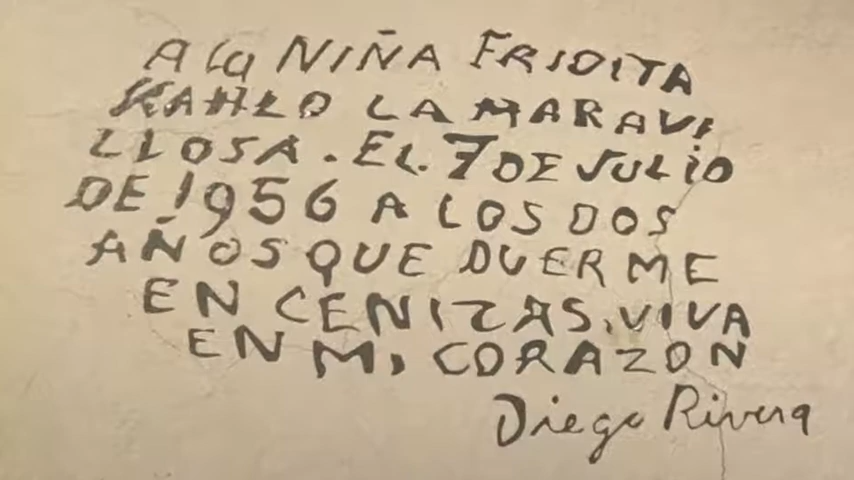 A la NIÑA FRIDITA
KAHLO LA MARAVI
LLOSA. EL 7 DE JULIO
DE 1956 A LOS DOS
AÑOS QUE DUERME
EN CENIZAS, VIVA
EN MI CORAZON
Diego Rivera